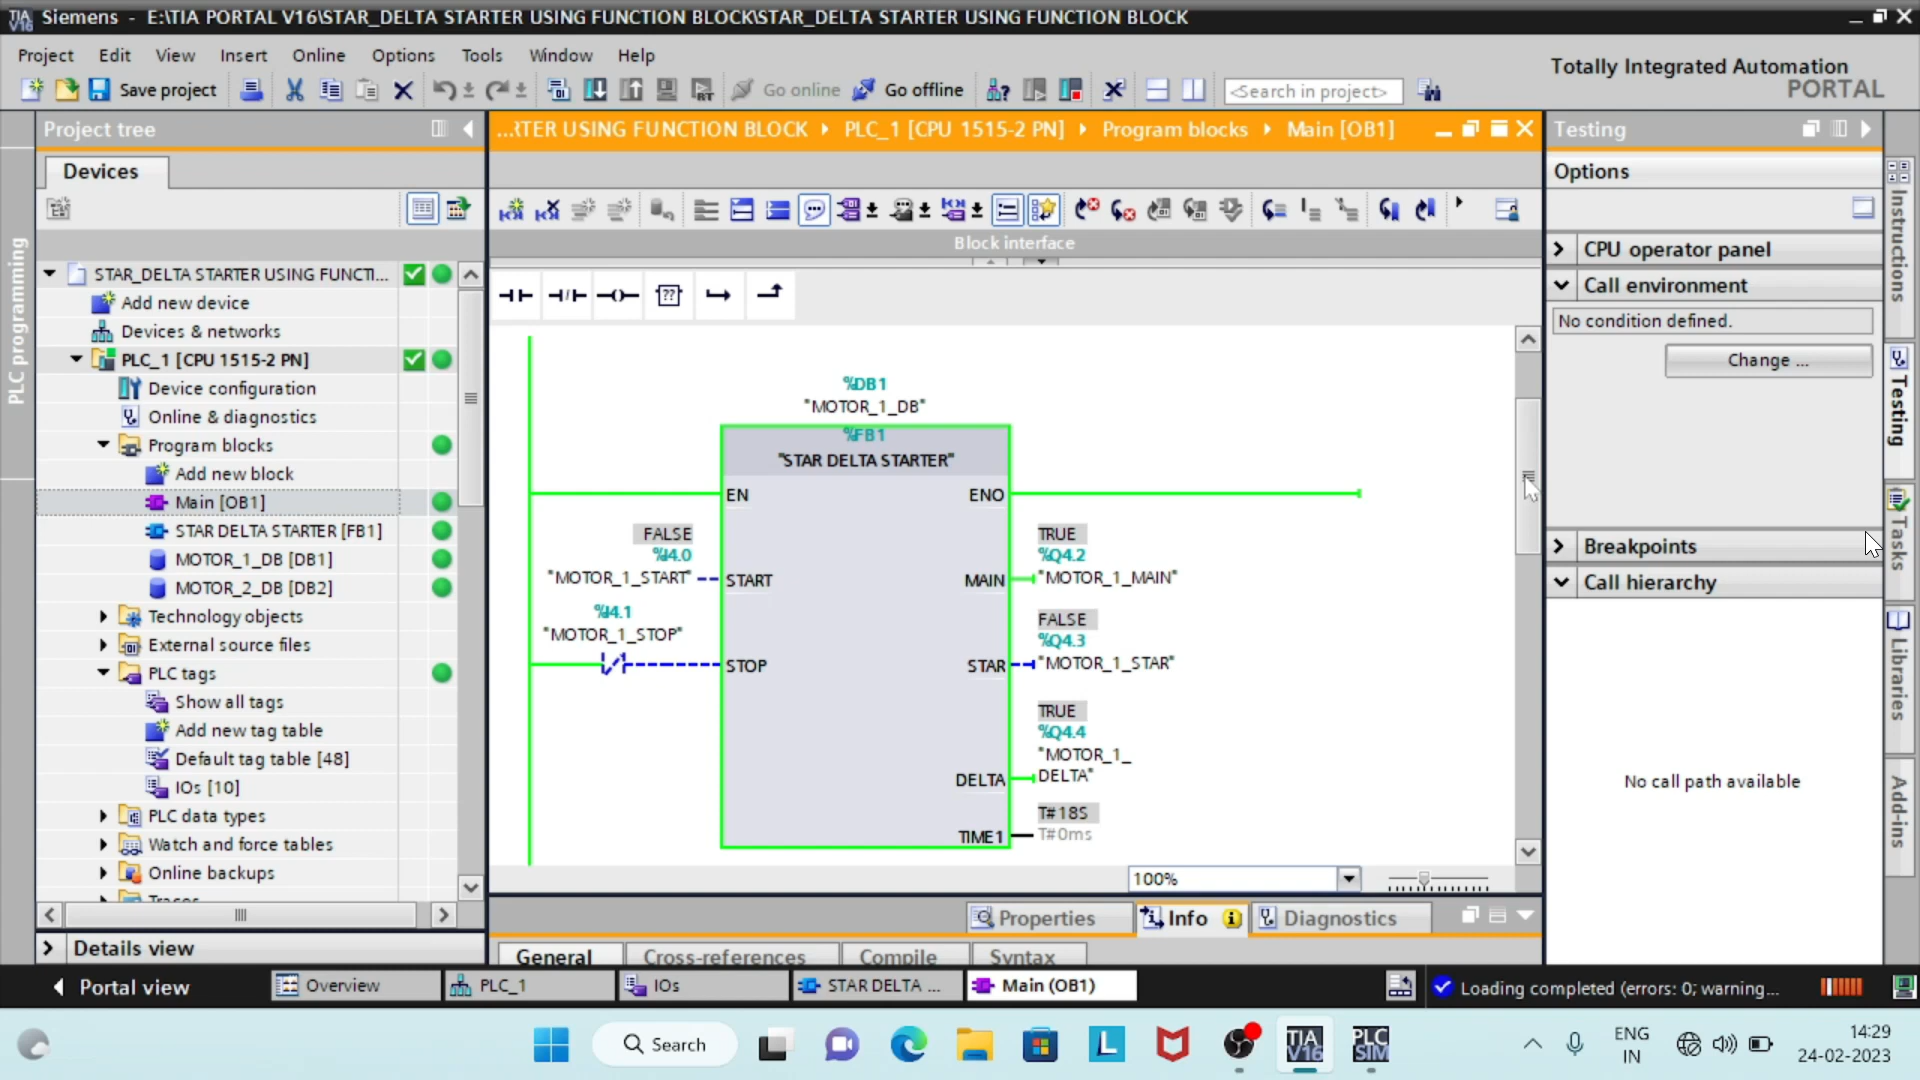 TIA V16 Siemens - E:\TIA PORTAL V16\STAR_DELTA STARTER USING FUNCTION BLOCK\STAR_DELTA STARTER USING FUNCTION BLOCK
Project Edit View Insert Online Options Tools Window Help
Totally Integrated Automation
PORTAL
Save project
RT
Go online Go offline
<Search in project>
Project tree
...RTER USING FUNCTION BLOCK PLC_1 [CPU 1515-2 PN] Program blocks Main [OB1]
Testing
Devices
Options
Block interface
PLC programming
STAR_DELTA STARTER USING FUNCTI...
Add new device
Devices & networks
PLC_1 [CPU 1515-2 PN]
Device configuration
Online & diagnostics
Program blocks
Add new block
Main [OB1]
STAR DELTA STARTER [FB1]
MOTOR_1_DB [DB1]
MOTOR_2_DB [DB2]
Technology objects
External source files
PLC tags
Show all tags
Add new tag table
Default tag table [48]
IOs [10]
PLC data types
Watch and force tables
Online backups
Traces
Details view
??
%DB1
"MOTOR_1_DB"
%FB1
"STAR DELTA STARTER"
EN ENO
FALSE
%I4.0
"MOTOR_1_START" START
%I4.1
"MOTOR_1_STOP"
STOP
TRUE
%Q4.2
MAIN "MOTOR_1_MAIN"
FALSE
%Q4.3
STAR "MOTOR_1_STAR"
TRUE
%Q4.4
"MOTOR_1_
DELTA DELTA"
T#18S
TIME1 T#0ms
100%
Properties Info Diagnostics
General Cross-references Compile Syntax
CPU operator panel
Call environment
No condition defined.
Change ...
Breakpoints
Call hierarchy
No call path available
Instructions
Testing
Tasks
Libraries
Add-ins
Portal view Overview PLC_1 IOs STAR DELTA ... Main (OB1)
Loading completed (errors: 0; warning...
Search
L
TIA V16
PLC SIM
ENG
IN
14:29
24-02-2023